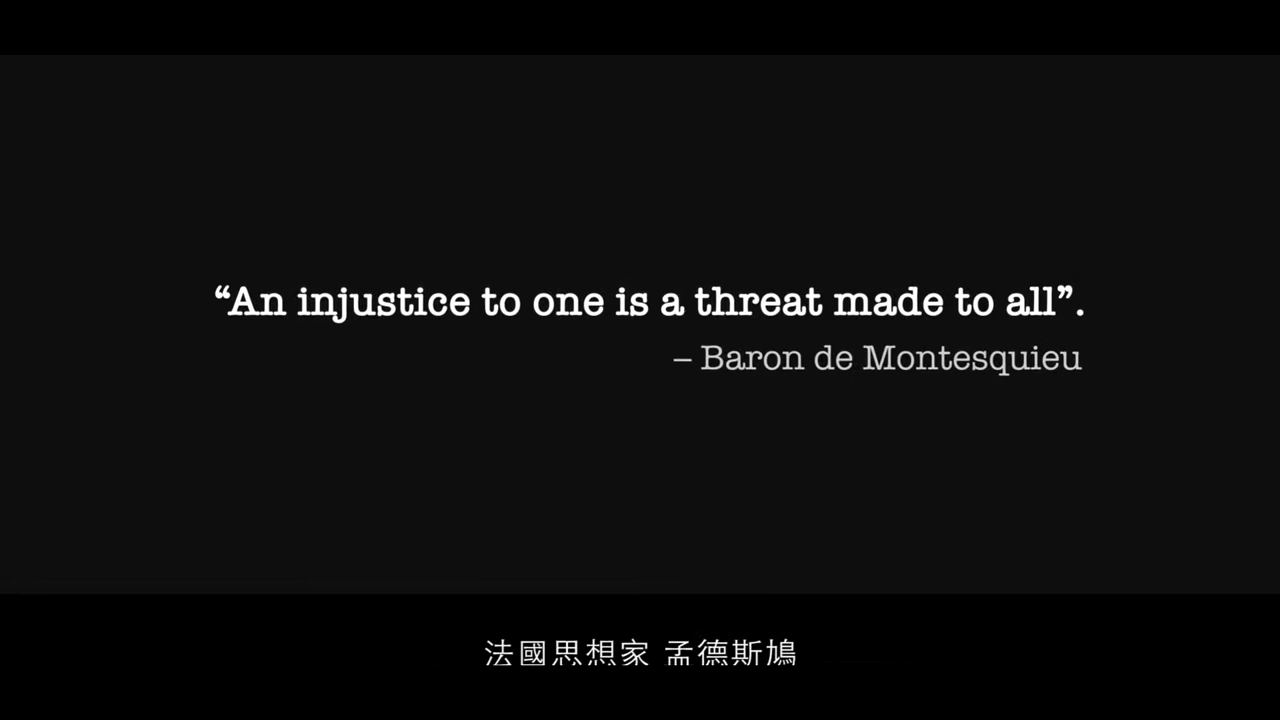 “An injustice to one is a threat made to all”.
– Baron de Montesquieu
法國思想家 孟德斯鳩